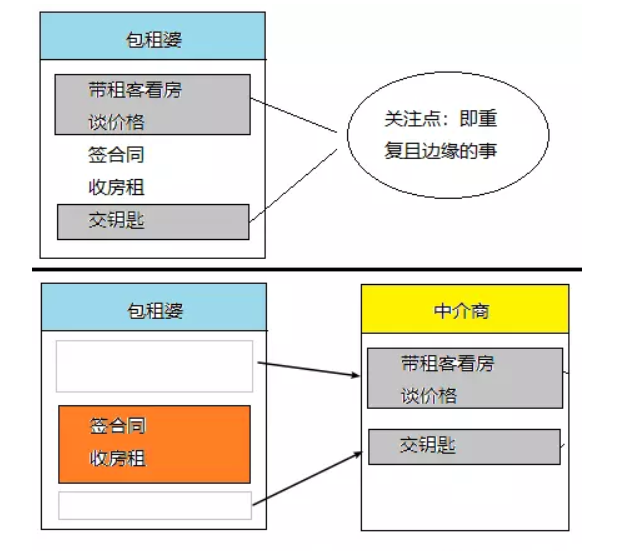 包租婆
带租客看房
谈价格
签合同
收房租
交钥匙
关注点：即重
复且边缘的事
包租婆
签合同
收房租
中介商
带租客看房
谈价格
交钥匙